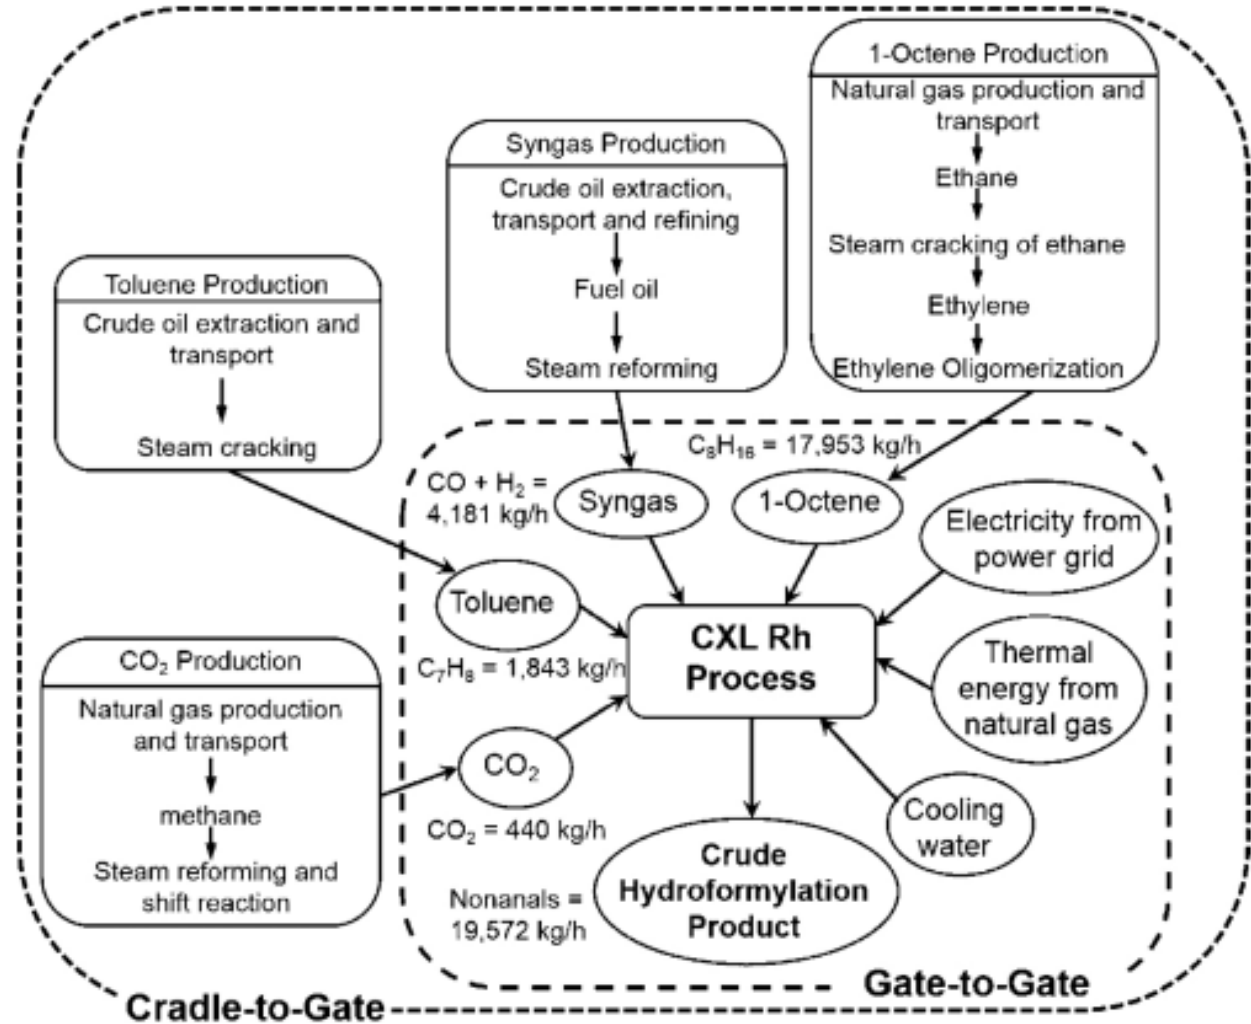 1-Octene Production
Natural gas production and
transport
Ethane
Steam cracking of ethane
Ethylene
Ethylene Oligomerization
Syngas Production
Crude oil extraction,
transport and refining
Fuel oil
Steam reforming
Toluene Production
Crude oil extraction and
transport
Steam cracking
CO₂ Production
Natural gas production
and transport
methane
Steam reforming and
shift reaction
C₈H₁₆ = 17,953 kg/h
CO + H₂ =
4,181 kg/h
Syngas
1-Octene
Electricity from
power grid
Toluene
C₇H₈ = 1,843 kg/h
CXL Rh
Process
Thermal
energy from
natural gas
CO₂
CO₂ = 440 kg/h
Cooling
water
Crude
Hydroformylation
Product
Nonanals =
19,572 kg/h
Gate-to-Gate
Cradle-to-Gate